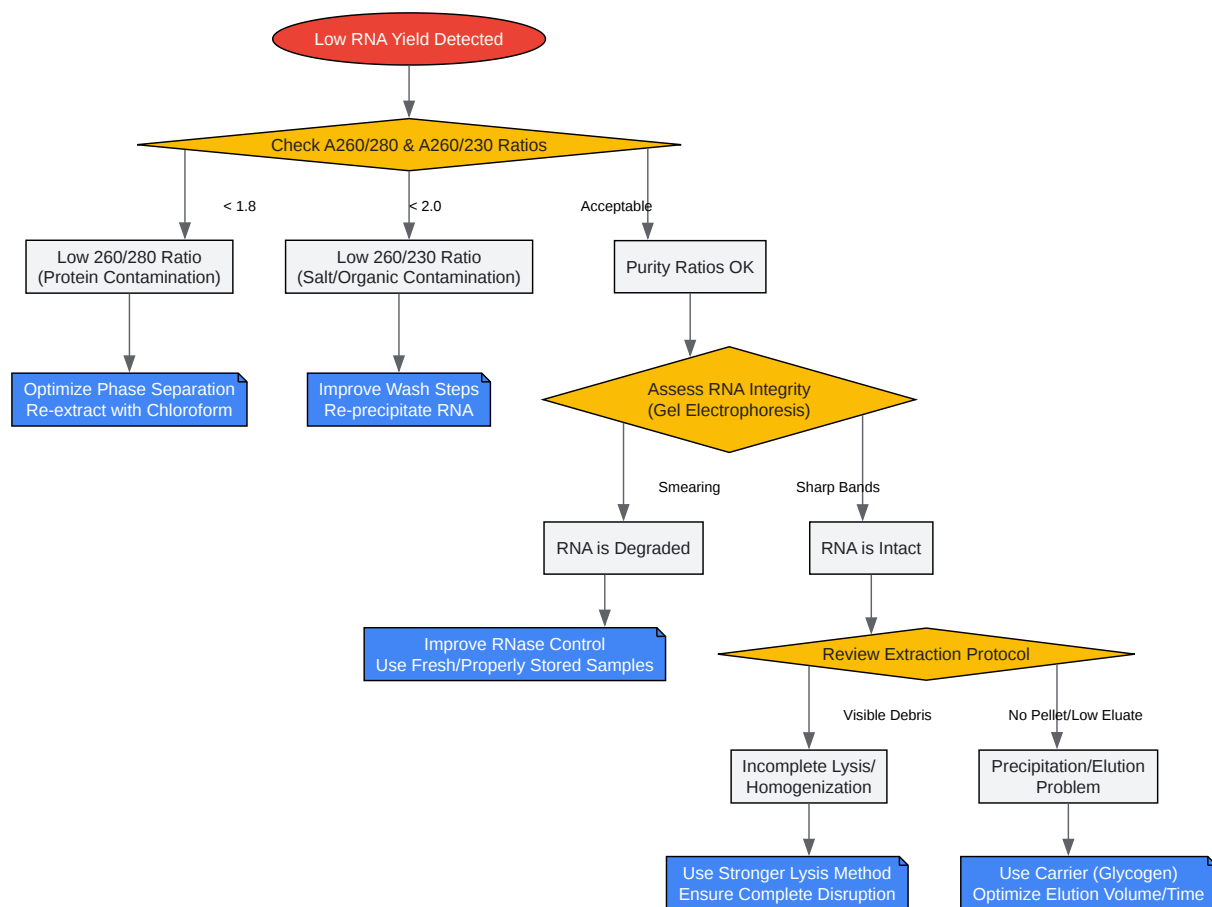 Low RNA Yield Detected
Check A260/280 & A260/230 Ratios
< 1.8
< 2.0
Acceptable
Low 260/280 Ratio
(Protein Contamination)
Low 260/230 Ratio
(Salt/Organic Contamination)
Purity Ratios OK
Optimize Phase Separation
Re-extract with Chloroform
Improve Wash Steps
Re-precipitate RNA
Assess RNA Integrity
(Gel Electrophoresis)
Smearing
Sharp Bands
RNA is Degraded
RNA is Intact
Improve RNase Control
Use Fresh/Properly Stored Samples
Review Extraction Protocol
Visible Debris
No Pellet/Low Eluate
Incomplete Lysis/
Homogenization
Precipitation/Elution
Problem
Use Stronger Lysis Method
Ensure Complete Disruption
Use Carrier (Glycogen)
Optimize Elution Volume/Time